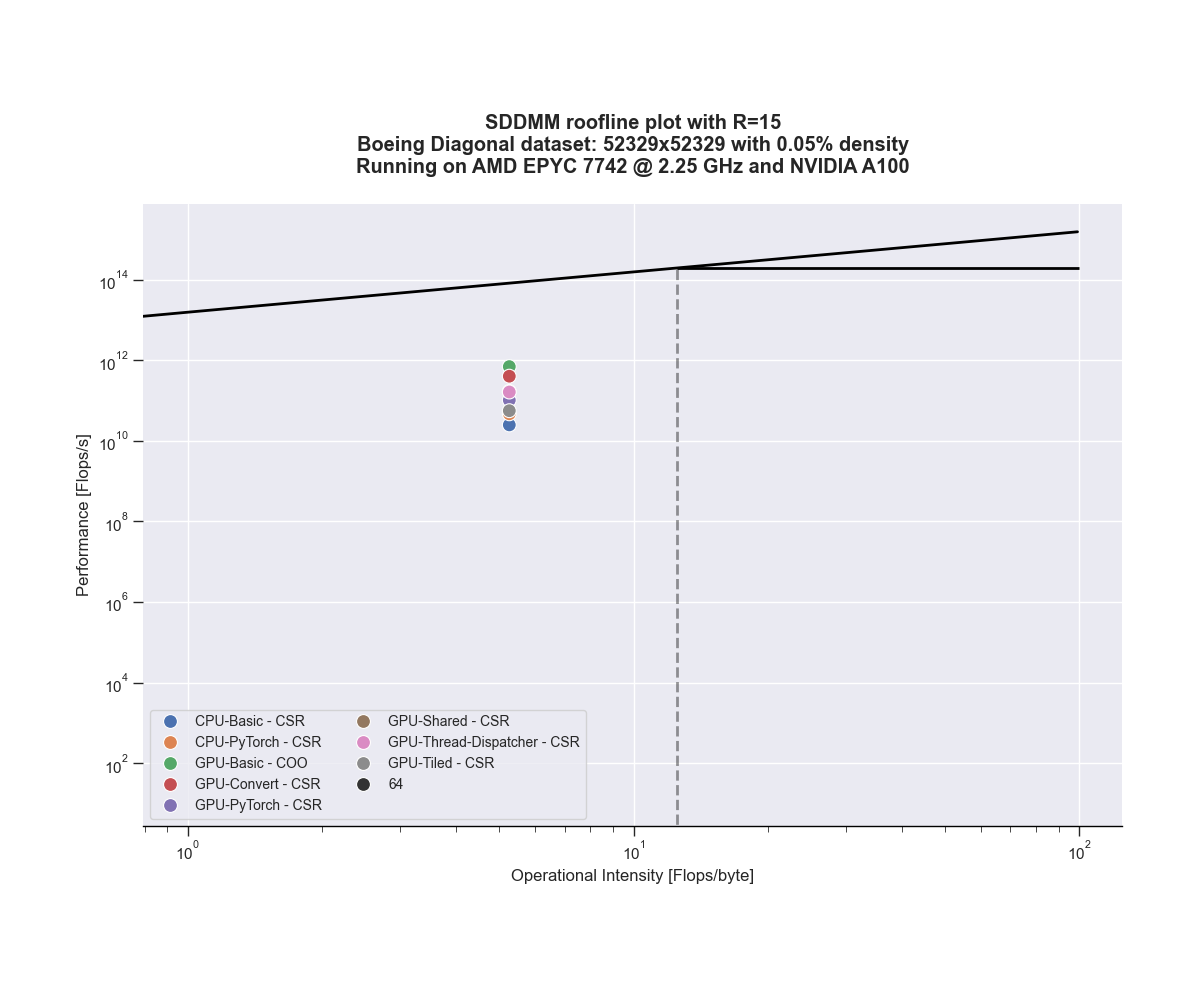 SDDMM roofline plot with R=15
Boeing Diagonal dataset: 52329x52329 with 0.05% density
Running on AMD EPYC 7742 @ 2.25 GHz and NVIDIA A100
10^14
10^12
10^10
10^8
10^6
10^4
10^2
Performance [Flops/s]
CPU-Basic - CSR
CPU-PyTorch - CSR
GPU-Basic - COO
GPU-Convert - CSR
GPU-PyTorch - CSR
GPU-Shared - CSR
GPU-Thread-Dispatcher - CSR
GPU-Tiled - CSR
64
10^0 10^1 10^2
Operational Intensity [Flops/byte]